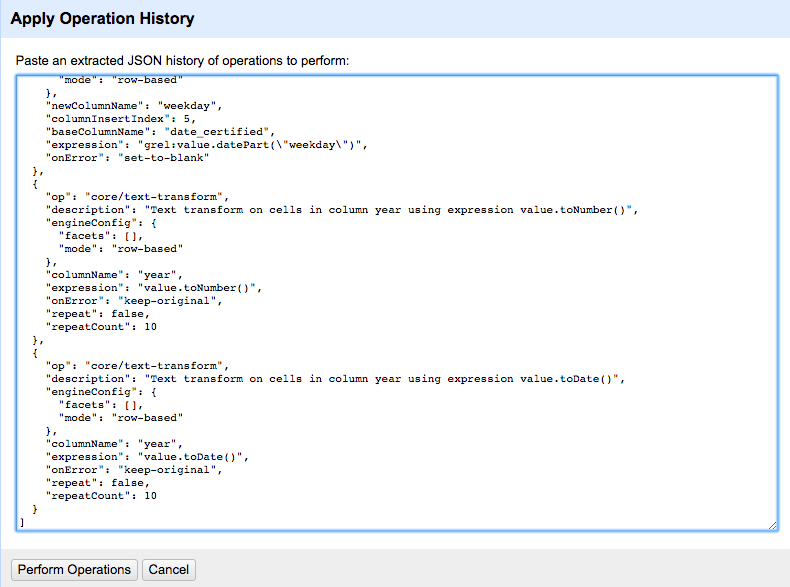 Apply Operation History
Paste an extracted JSON history of operations to perform:
"mode": "row-based"
},
"newColumnName": "weekday",
"columnInsertIndex": 5,
"baseColumnName": "date_certified",
"expression": "grel:value.datePart(\"weekday\")",
"onError": "set-to-blank"
},
{
"op": "core/text-transform",
"description": "Text transform on cells in column year using expression value.toNumber()",
"engineConfig": {
"facets": [],
"mode": "row-based"
},
"columnName": "year",
"expression": "value.toNumber()",
"onError": "keep-original",
"repeat": false,
"repeatCount": 10
},
{
"op": "core/text-transform",
"description": "Text transform on cells in column year using expression value.toDate()",
"engineConfig": {
"facets": [],
"mode": "row-based"
},
"columnName": "year",
"expression": "value.toDate()",
"onError": "keep-original",
"repeat": false,
"repeatCount": 10
}
]
Perform Operations Cancel